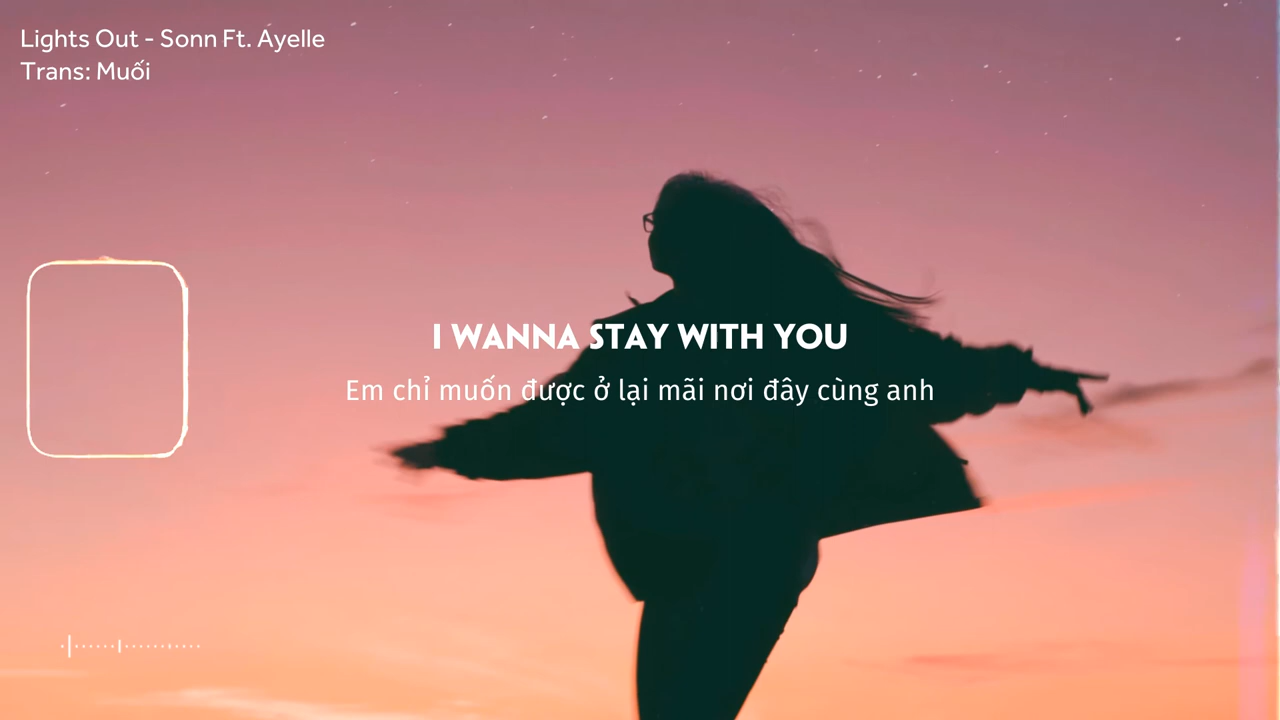 Lights Out - Sonn Ft. Ayelle
Trans: Muối
I WANNA STAY WITH YOU
Em chỉ muốn được ở lại mãi nơi đây cùng anh